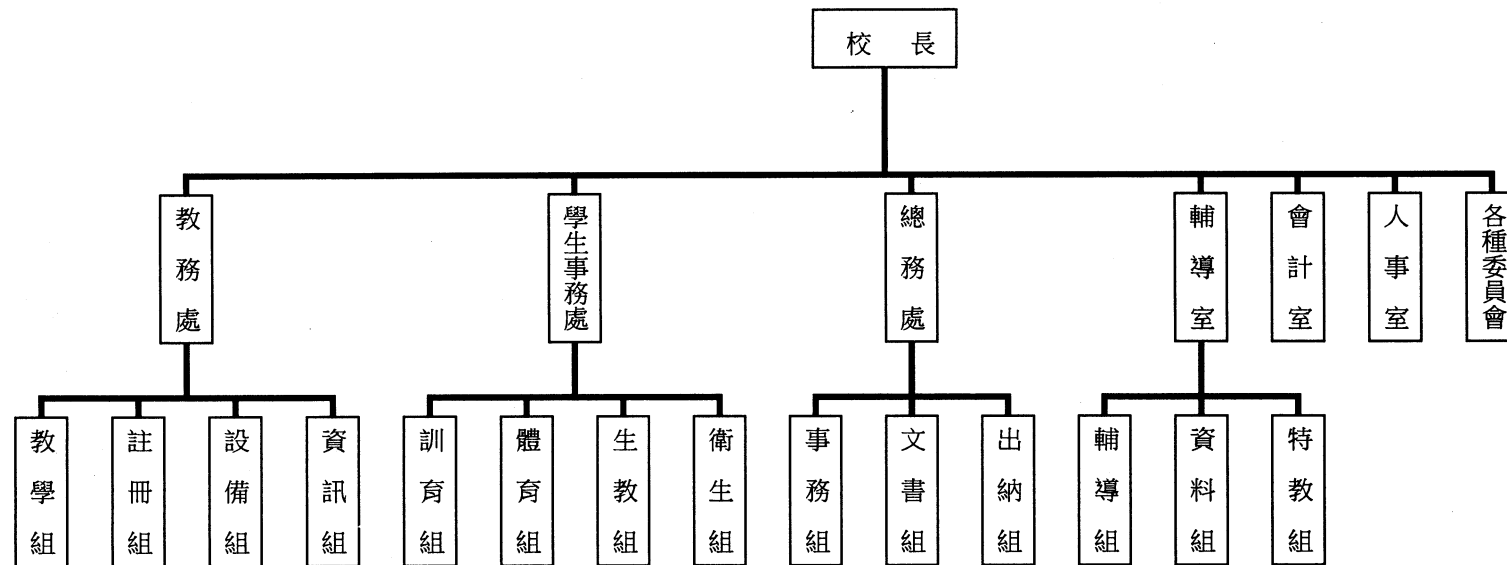 校長
教務處
學生事務處
總務處
輔導室
會計室
人事室
各種委員會
教學組
註冊組
設備組
資訊組
訓育組
體育組
生教組
衛生組
事務組
文書組
出納組
輔導組
資料組
特教組